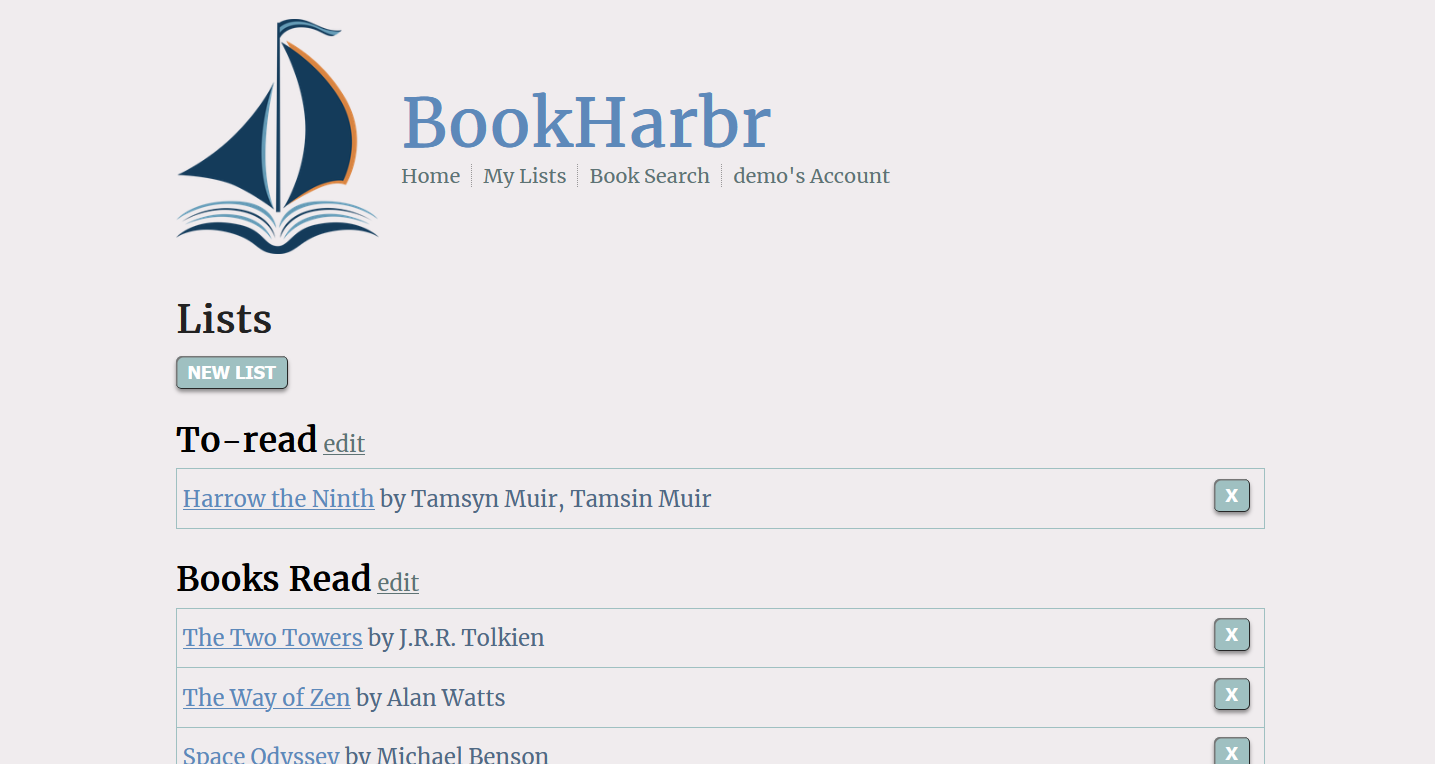 BookHarbr
Home My Lists Book Search demo's Account
Lists
NEW LIST
To-read edit
Harrow the Ninth by Tamsyn Muir, Tamsin Muir X
Books Read edit
The Two Towers by J.R.R. Tolkien X
The Way of Zen by Alan Watts X
Space Odyssey by Michael Benson X